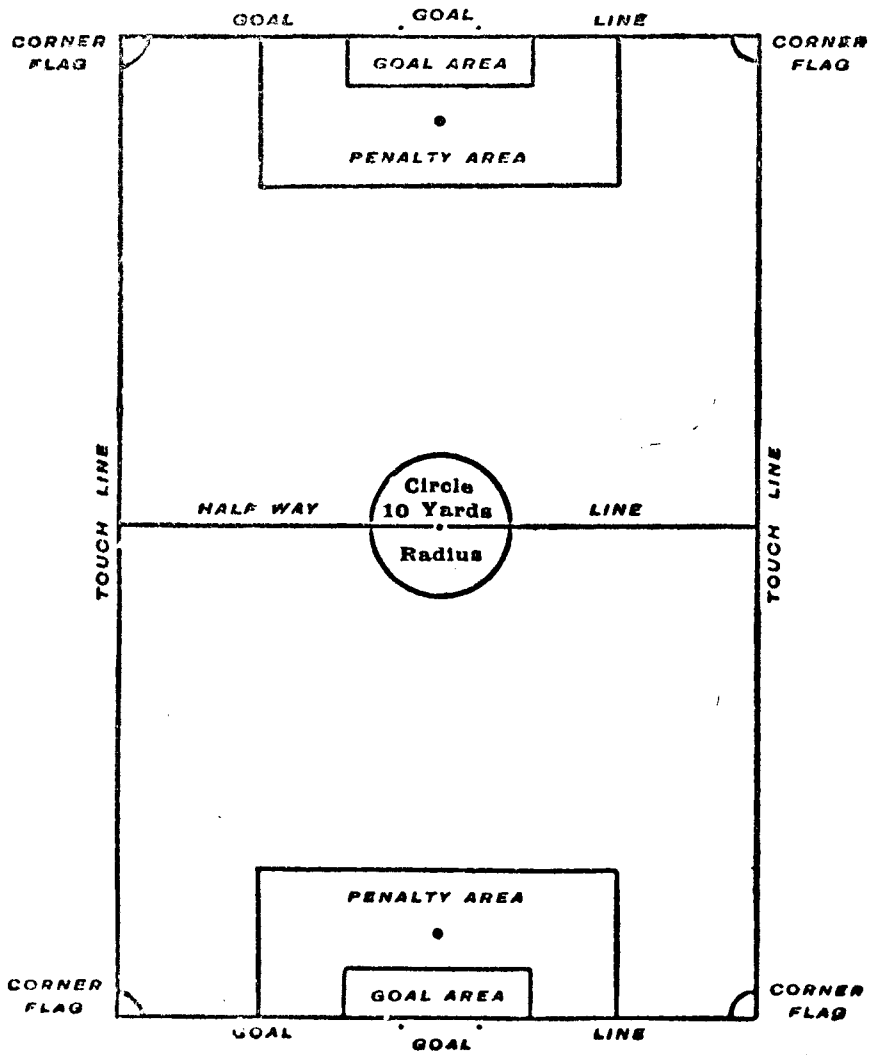 GOAL GOAL LINE
CORNER FLAG
CORNER FLAG
GOAL AREA
PENALTY AREA
TOUCH LINE
TOUCH LINE
Circle
10 Yards
HALF WAY LINE
Radius
PENALTY AREA
GOAL AREA
CORNER FLAG
CORNER FLAG
GOAL GOAL LINE